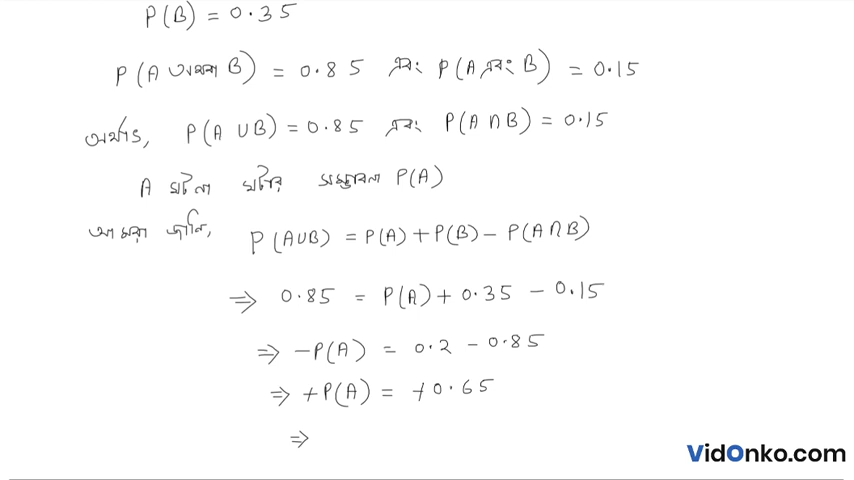 P(B) = 0.35
P(A অথবা B) = 0.85 এবং P(A এবং B) = 0.15
অর্থাৎ, P(A ∪ B) = 0.85 এবং P(A ∩ B) = 0.15
A ঘটনা ঘটার সম্ভাবনা P(A)
আমরা জানি, P(A∪B) = P(A) + P(B) − P(A∩B)
⇒ 0.85 = P(A) + 0.35 − 0.15
⇒ −P(A) = 0.2 − 0.85
⇒ +P(A) = +0.65
⇒
VidOnko.com